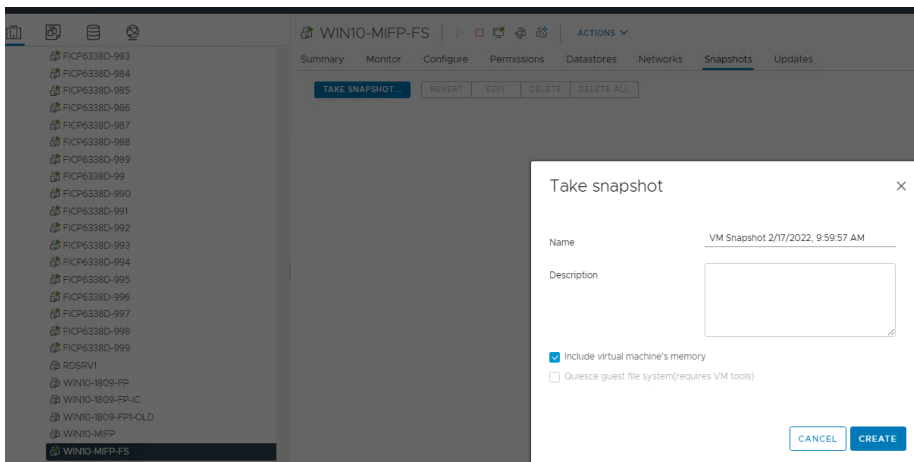 WIN10-MIFP-FS
ACTIONS
Summary Monitor Configure Permissions Datastores Networks Snapshots Updates
TAKE SNAPSHOT... REVERT EDIT DELETE DELETE ALL
FICP6338D-983
FICP6338D-984
FICP6338D-985
FICP6338D-986
FICP6338D-987
FICP6338D-988
FICP6338D-989
FICP6338D-99
FICP6338D-990
FICP6338D-991
FICP6338D-992
FICP6338D-993
FICP6338D-994
FICP6338D-995
FICP6338D-996
FICP6338D-997
FICP6338D-998
FICP6338D-999
RDSRV1
WIN10-1809-FP
WIN10-1809-FP-IC
WIN10-1809-FP1-OLD
WIN10-MIFP
WIN10-MIFP-FS
Take snapshot
Name VM Snapshot 2/17/2022, 9:59:57 AM
Description
Include virtual machine's memory
Quiesce guest file system(requires VM tools)
CANCEL CREATE